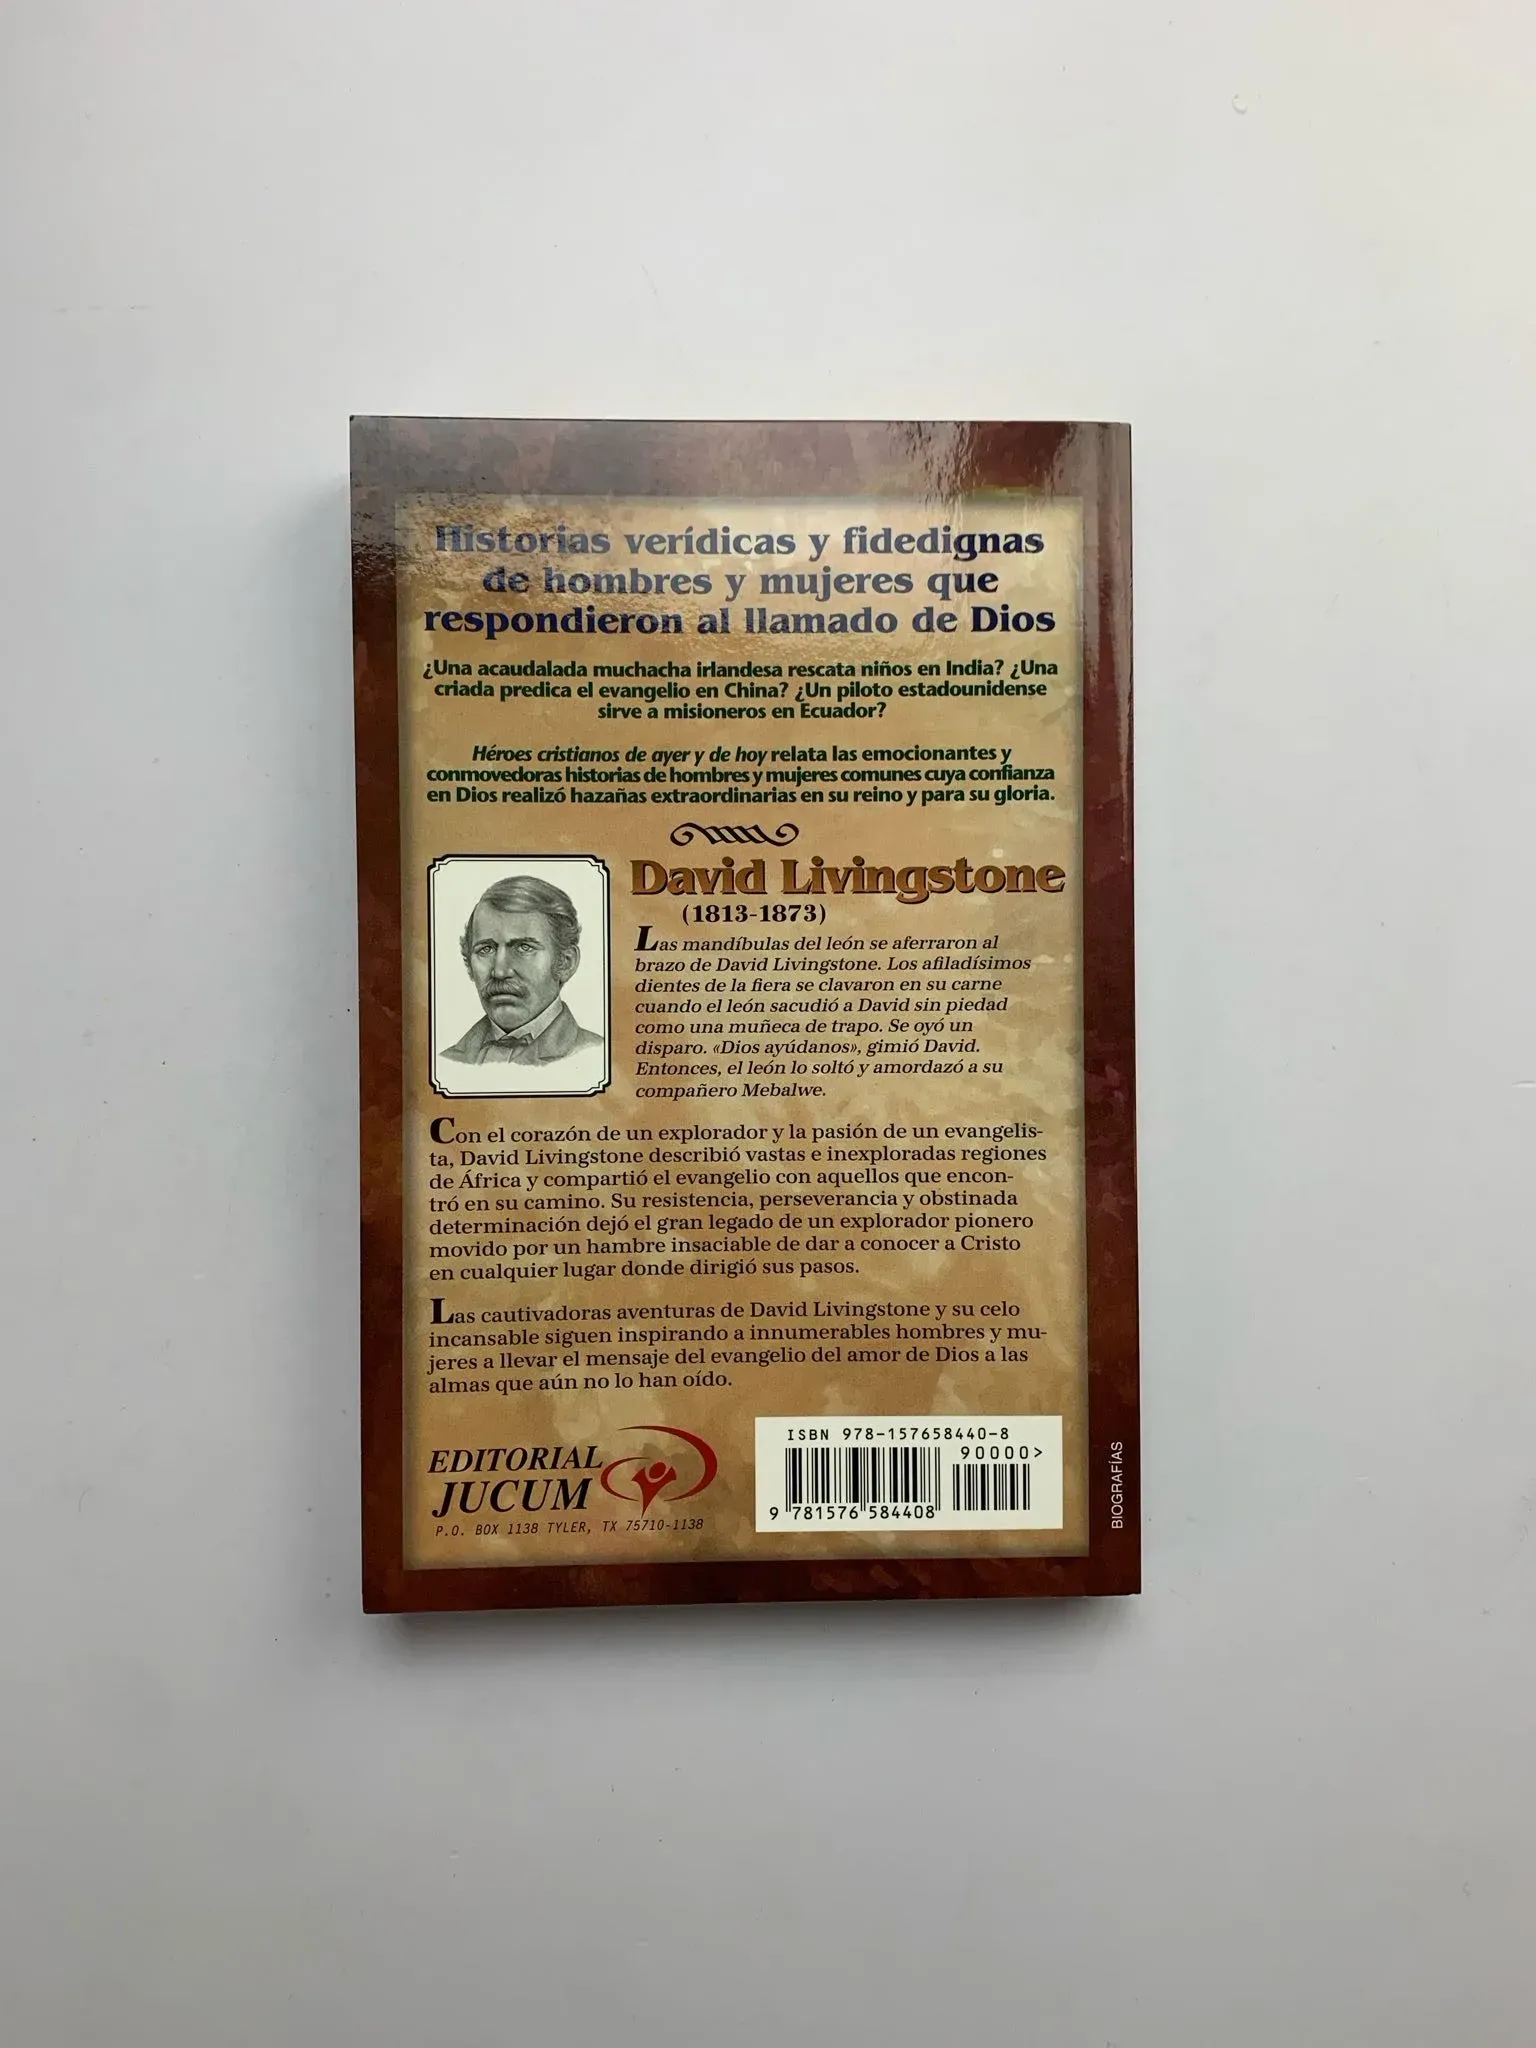 Historias verídicas y fidedignas
de hombres y mujeres que
respondieron al llamado de Dios
¿Una acaudalada muchacha irlandesa rescata niños en India? ¿Una
criada predica el evangelio en China? ¿Un piloto estadounidense
sirve a misioneros en Ecuador?
Héroes cristianos de ayer y de hoy relata las emocionantes y
conmovedoras historias de hombres y mujeres comunes cuya confianza
en Dios realizó hazañas extraordinarias en su reino y para su gloria.
David Livingstone
(1813-1873)
Las mandíbulas del león se aferraron al
brazo de David Livingstone. Los afiladísimos
dientes de la fiera se clavaron en su carne
cuando el león sacudió a David sin piedad
como una muñeca de trapo. Se oyó un
disparo. «Dios ayúdanos», gimió David.
Entonces, el león lo soltó y amordazó a su
compañero Mebalwe.
Con el corazón de un explorador y la pasión de un evangelis-
ta, David Livingstone describió vastas e inexploradas regiones
de África y compartió el evangelio con aquellos que encon-
tró en su camino. Su resistencia, perseverancia y obstinada
determinación dejó el gran legado de un explorador pionero
movido por un hambre insaciable de dar a conocer a Cristo
en cualquier lugar donde dirigió sus pasos.
Las cautivadoras aventuras de David Livingstone y su celo
incansable siguen inspirando a innumerables hombres y mu-
jeres a llevar el mensaje del evangelio del amor de Dios a las
almas que aún no lo han oído.
EDITORIAL
JUCUM
P.O. BOX 1138 TYLER, TX 75710-1138
ISBN 978-157658440-8
90000>
9 781576 584408
BIOGRAFÍAS